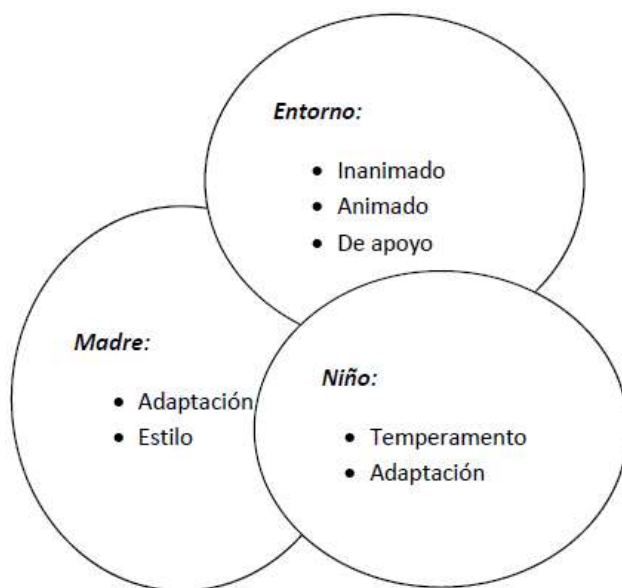 Entorno:
• Inanimado
• Animado
• De apoyo
Madre:
• Adaptación
• Estilo
Niño:
• Temperamento
• Adaptación